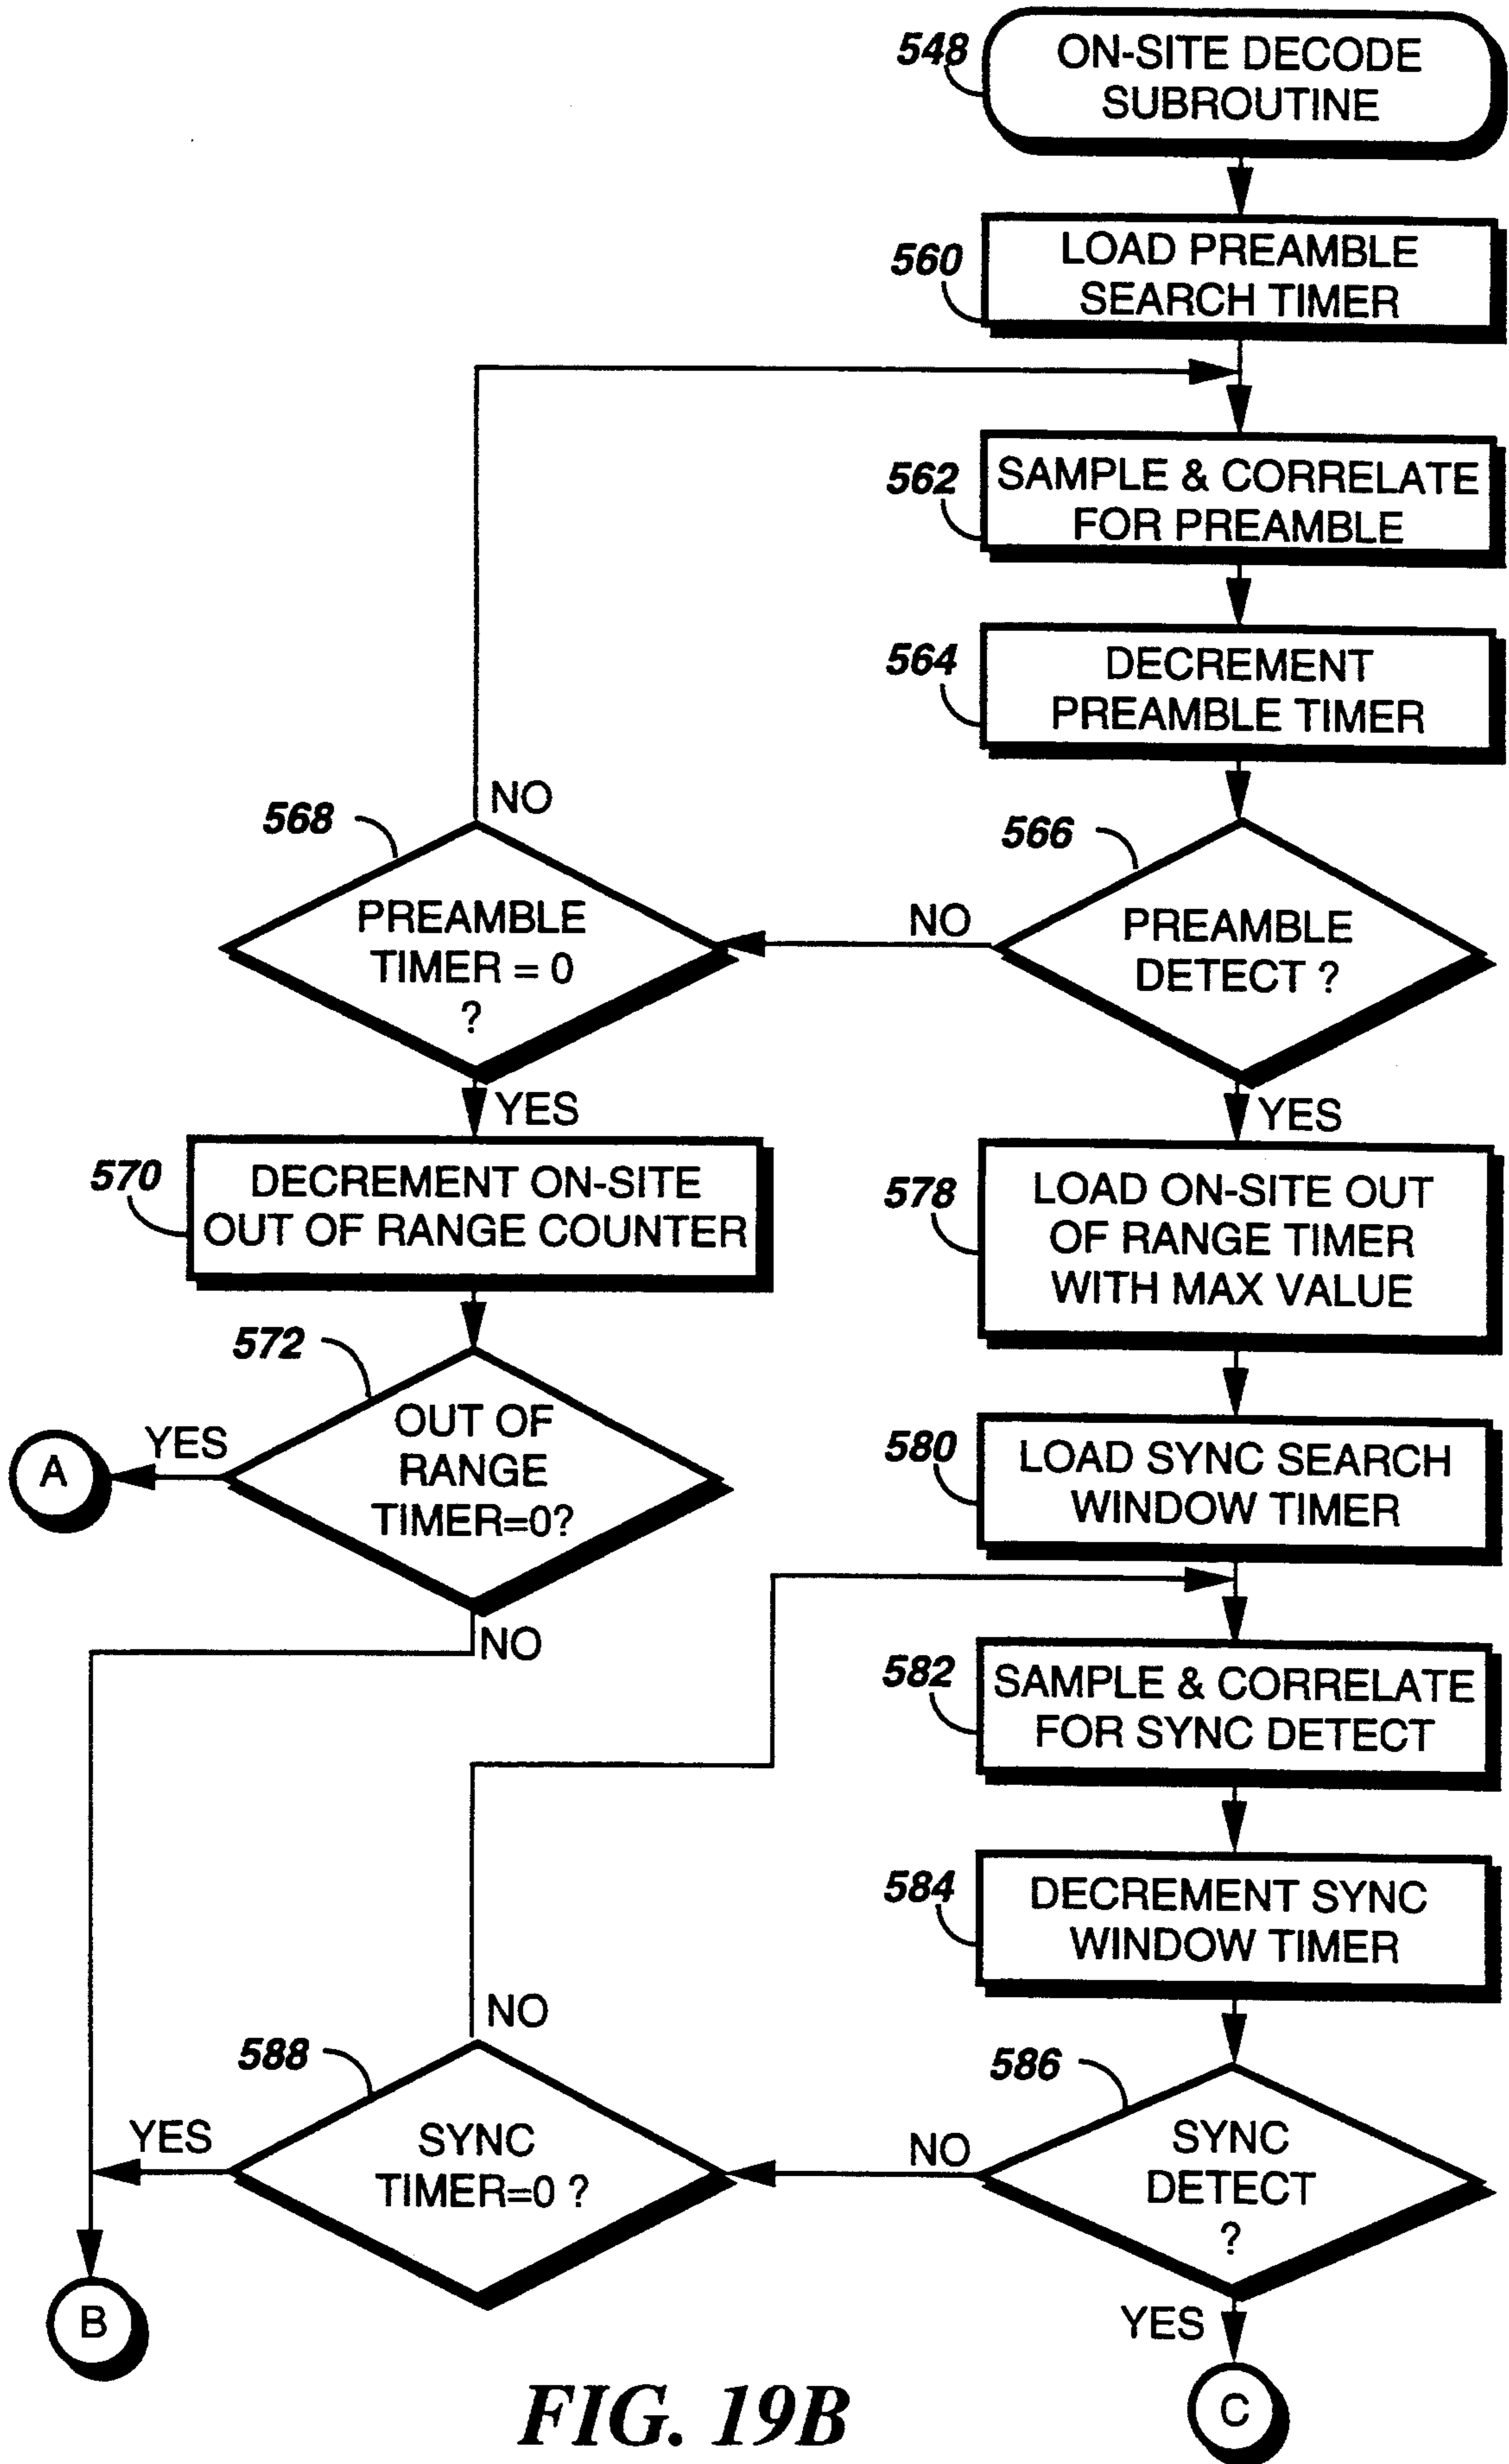 548
ON-SITE DECODE
SUBROUTINE
560
LOAD PREAMBLE
SEARCH TIMER
562
SAMPLE & CORRELATE
FOR PREAMBLE
564
DECREMENT
PREAMBLE TIMER
568
NO
PREAMBLE
TIMER = 0
?
YES
566
NO
PREAMBLE
DETECT ?
YES
570
DECREMENT ON-SITE
OUT OF RANGE COUNTER
578
LOAD ON-SITE OUT
OF RANGE TIMER
WITH MAX VALUE
572
OUT OF
RANGE
TIMER=0?
YES
A
NO
580
LOAD SYNC SEARCH
WINDOW TIMER
582
SAMPLE & CORRELATE
FOR SYNC DETECT
584
DECREMENT SYNC
WINDOW TIMER
588
NO
SYNC
TIMER=0 ?
YES
586
NO
SYNC
DETECT
?
YES
B
C
FIG. 19B